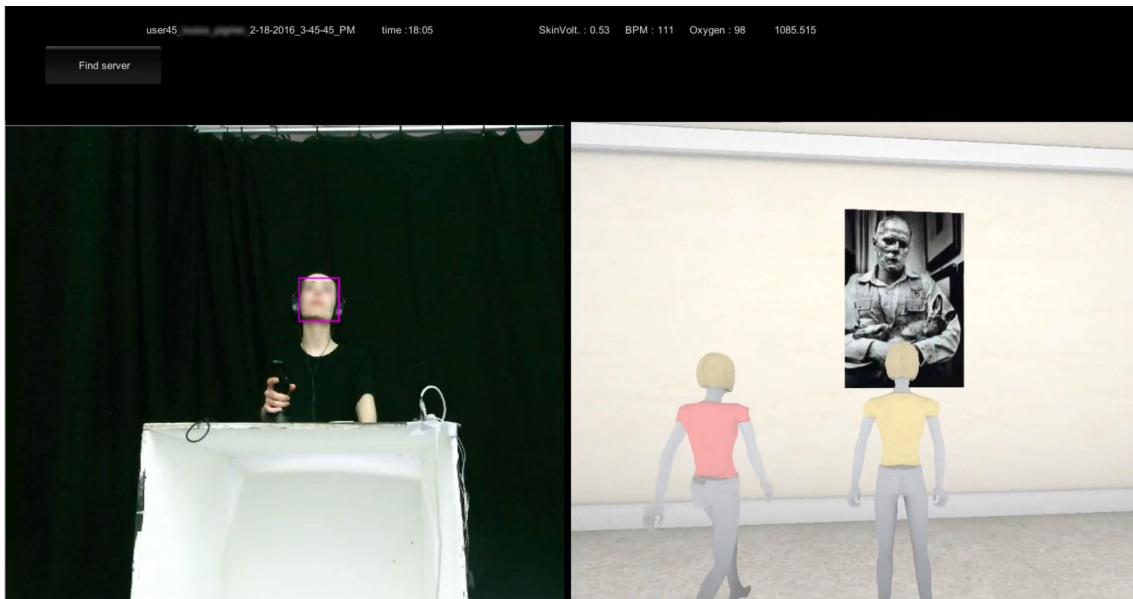 user45_ _2-18-2016_3-45-45_PM time :18:05 SkinVolt. : 0.53 BPM : 111 Oxygen : 98 1085.515
Find server